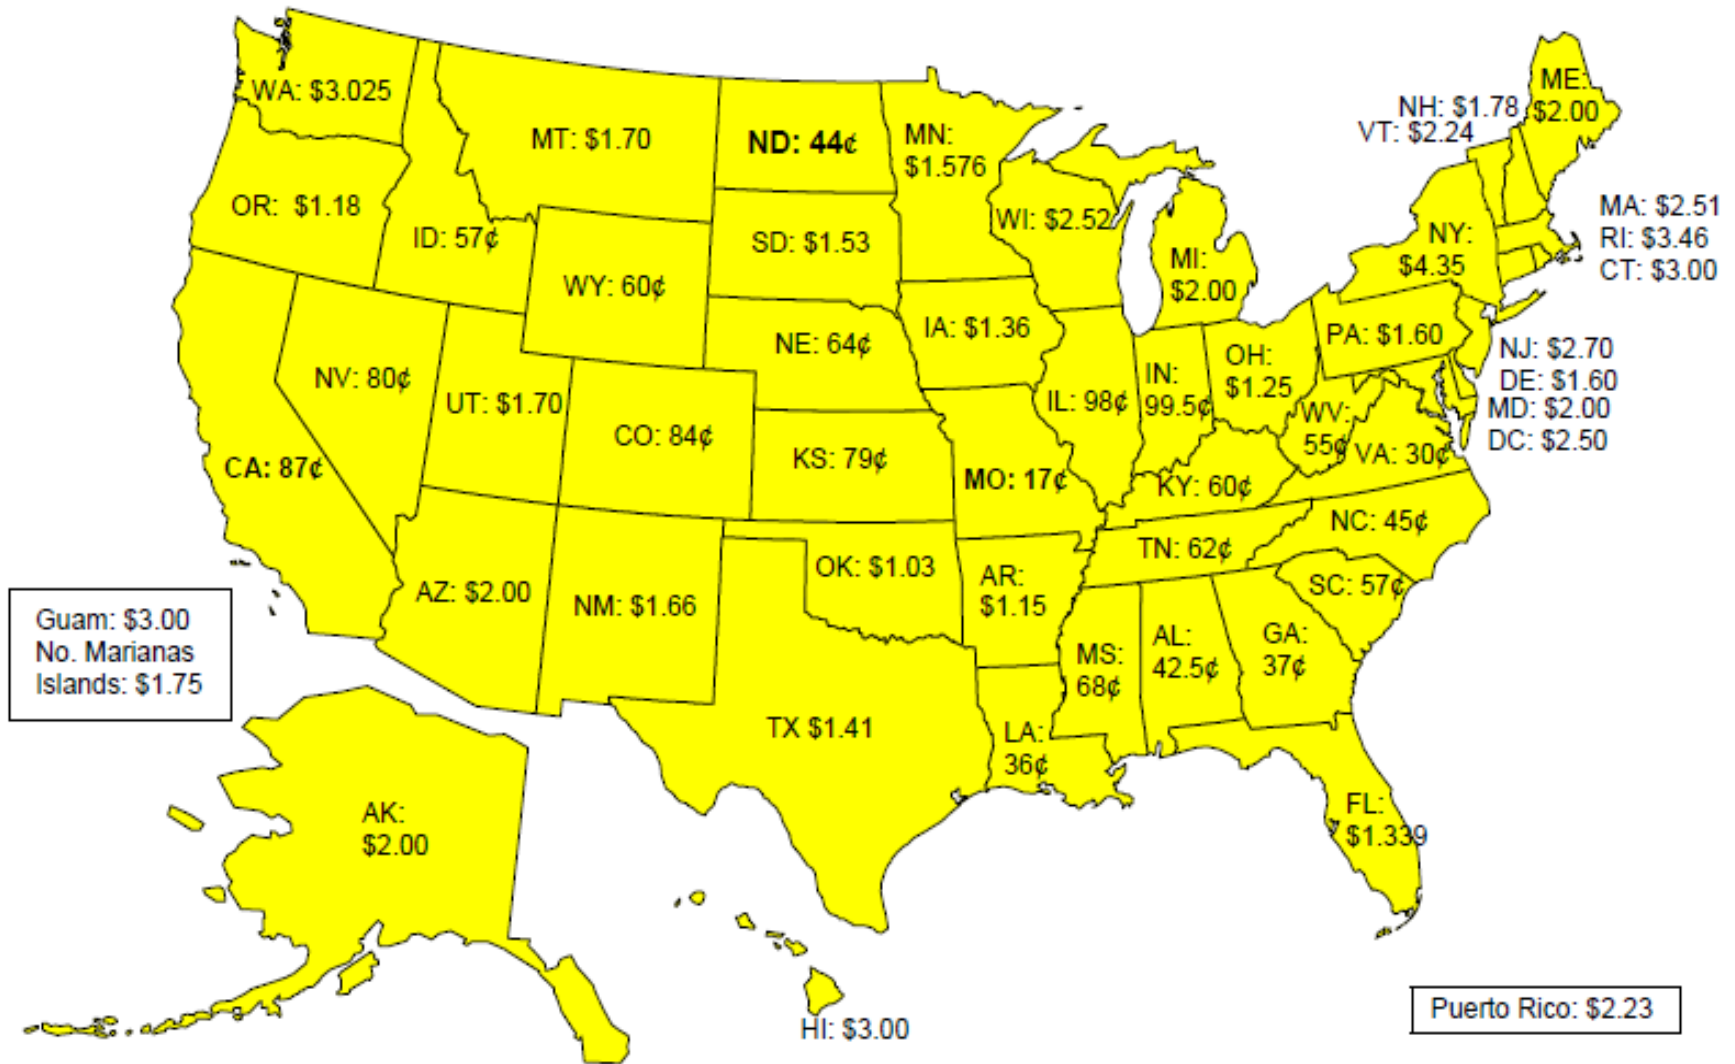 WA: $3.025
MT: $1.70
ND: 44¢
MN:
$1.576
NH: $1.78
VT: $2.24
ME:
$2.00
OR:  $1.18
ID: 57¢
SD: $1.53
WI: $2.52
MI:
$2.00
NY:
$4.35
MA: $2.51
RI: $3.46
CT: $3.00
WY: 60¢
NE: 64¢
IA: $1.36
PA: $1.60
NJ: $2.70
DE: $1.60
MD: $2.00
DC: $2.50
NV: 80¢
UT: $1.70
CO: 84¢
KS: 79¢
IL: 98¢
IN:
99.5¢
OH:
$1.25
WV:
55¢
VA: 30¢
CA: 87¢
MO: 17¢
KY: 60¢
NC: 45¢
TN: 62¢
SC: 57¢
AZ: $2.00
NM: $1.66
OK: $1.03
AR:
$1.15
Guam: $3.00
No. Marianas
Islands: $1.75
MS:
68¢
AL:
42.5¢
GA:
37¢
TX $1.41
LA:
36¢
FL:
$1.339
AK:
$2.00
HI: $3.00
Puerto Rico: $2.23